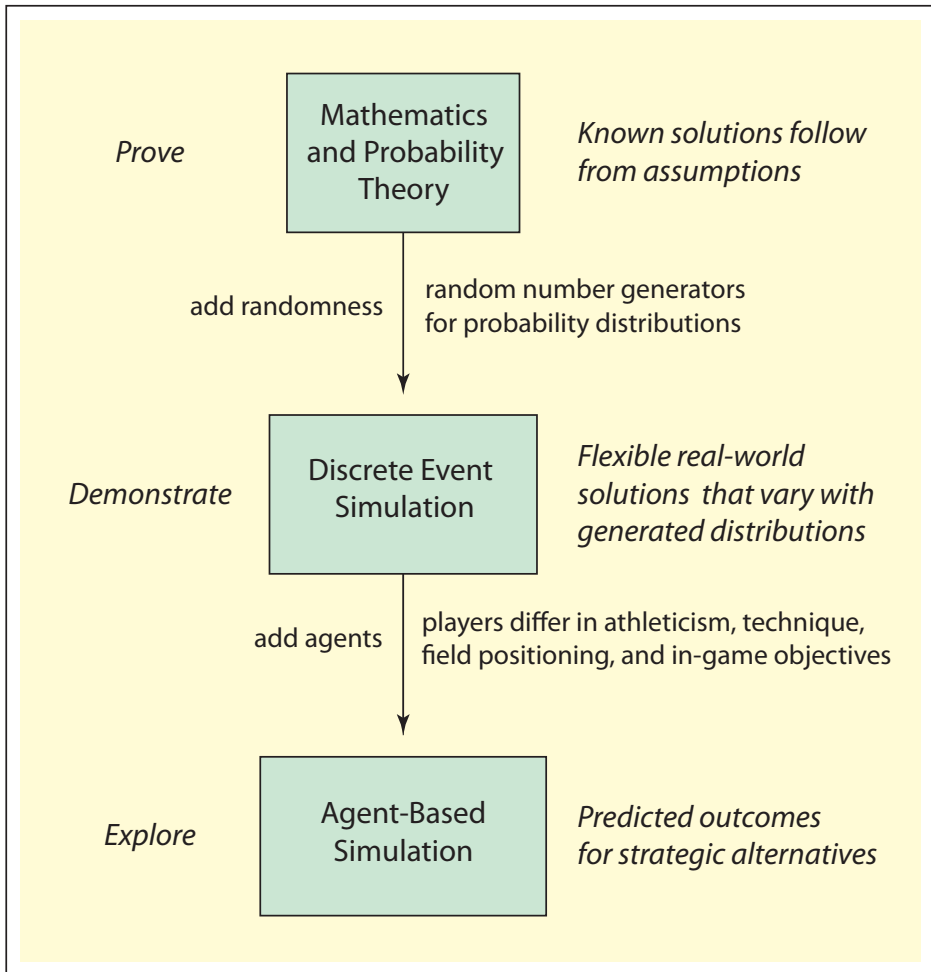 Prove
Mathematics
and Probability
Theory
Known solutions follow
from assumptions
add randomness
random number generators
for probability distributions
Demonstrate
Discrete Event
Simulation
Flexible real-world
solutions that vary with
generated distributions
add agents
players differ in athleticism, technique,
field positioning, and in-game objectives
Explore
Agent-Based
Simulation
Predicted outcomes
for strategic alternatives